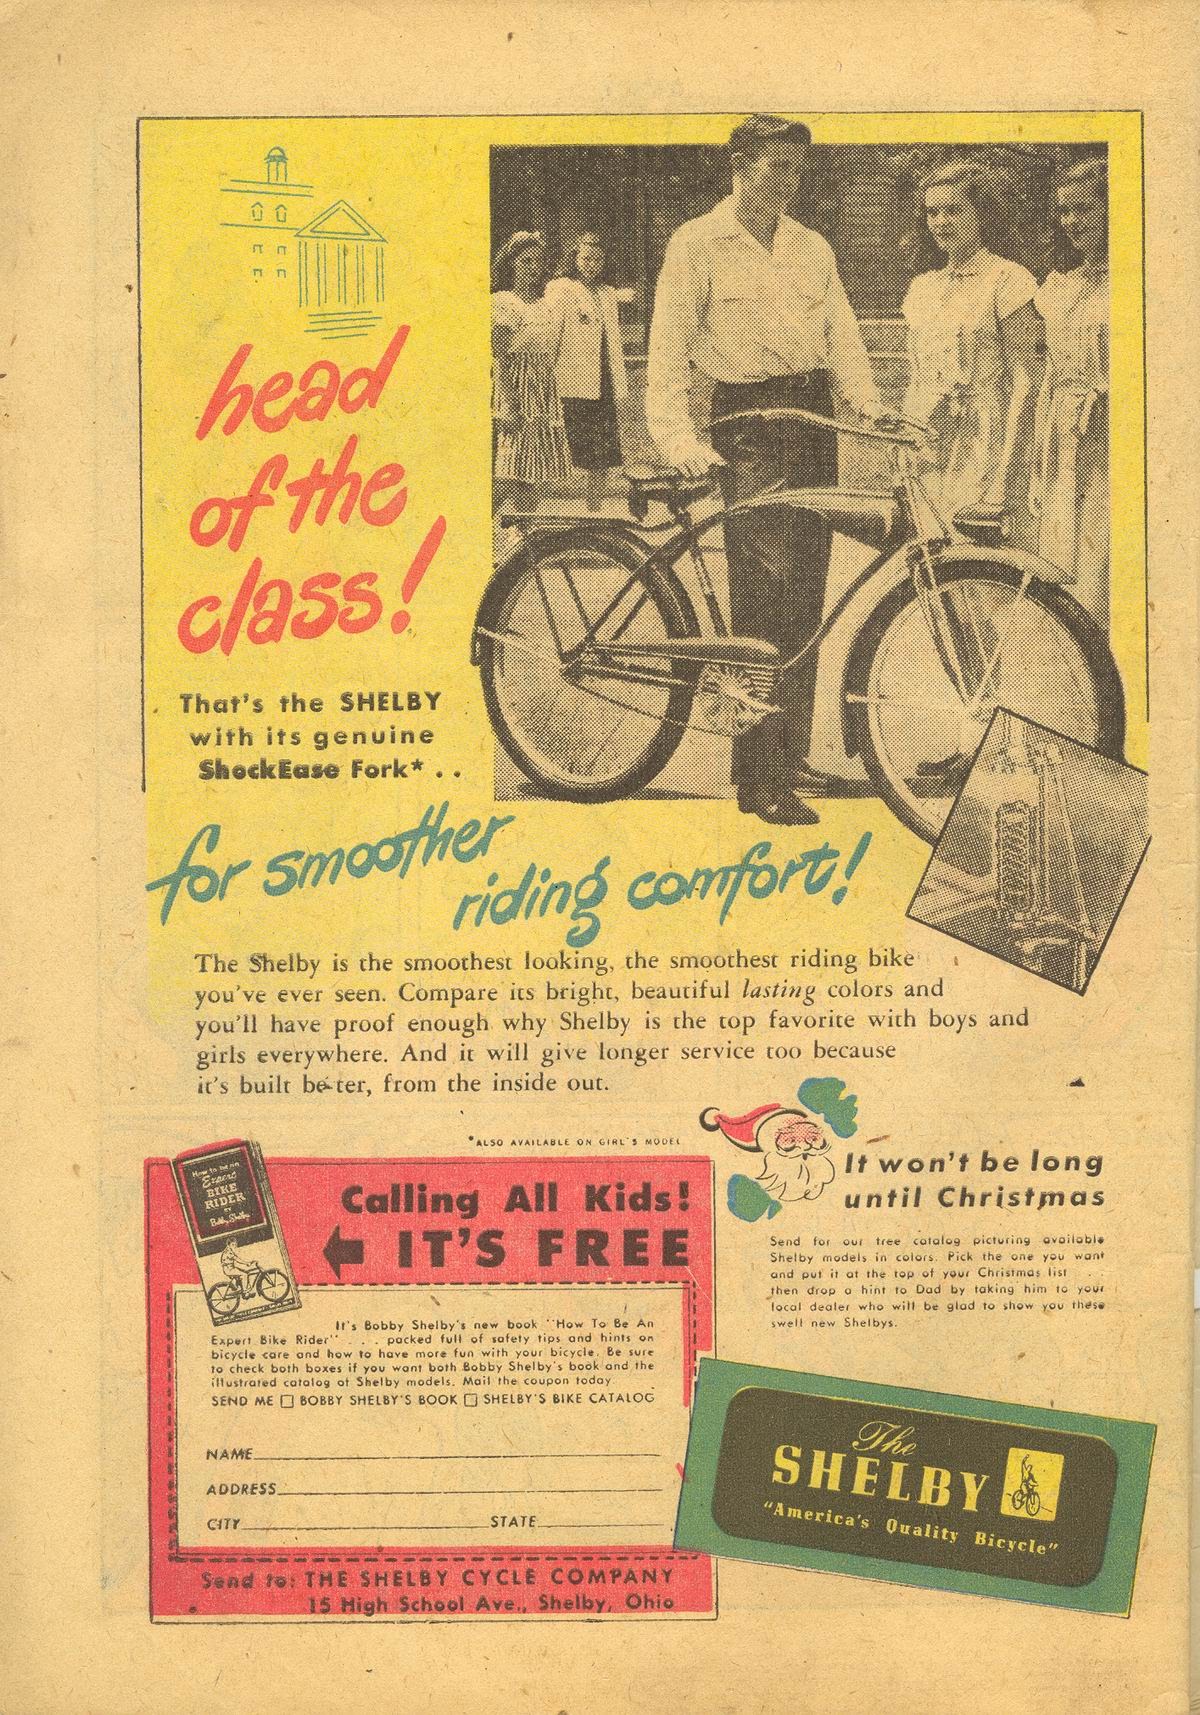 head
of the
class!
That's the SHELBY
with its genuine
ShockEase Fork* . .
for smoother
riding comfort!
The Shelby is the smoothest looking, the smoothest riding bike
you've ever seen. Compare its bright, beautiful lasting colors and
you'll have proof enough why Shelby is the top favorite with boys and
girls everywhere. And it will give longer service too because
it's built better, from the inside out.
*ALSO AVAILABLE ON GIRL'S MODEL
How to be an
Expert
BIKE
RIDER
BY
Bobby Shelby
Calling All Kids!
IT'S FREE
It's Bobby Shelby's new book "How To Be An
Expert Bike Rider" . . . packed full of safety tips and hints on
bicycle care and how to have more fun with your bicycle. Be sure
to check both boxes if you want both Bobby Shelby's book and the
illustrated catalog of Shelby models. Mail the coupon today.
SEND ME ☐ BOBBY SHELBY'S BOOK ☐ SHELBY'S BIKE CATALOG
NAME
ADDRESS
CITY STATE
Send to: THE SHELBY CYCLE COMPANY
15 High School Ave., Shelby, Ohio
It won't be long
until Christmas
Send for our free catalog picturing available
Shelby models in colors. Pick the one you want
and put it at the top of your Christmas list . . .
then drop a hint to Dad by taking him to your
local dealer who will be glad to show you these
swell new Shelbys.
The
SHELBY
"America's Quality Bicycle"